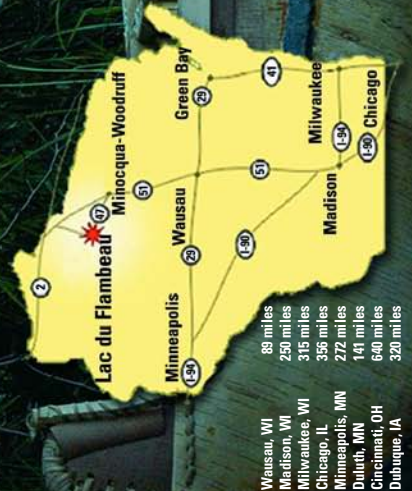 2
Lac du Flambeau
47
Minocqua-Woodruff
51
Minneapolis
I-94
29
Wausau
29
Green Bay
41
I-90
51
Madison
I-94
Milwaukee
I-90
Chicago
Wausau, WI 89 miles
Madison, WI 250 miles
Milwaukee, WI 315 miles
Chicago, IL 356 miles
Minneapolis, MN 272 miles
Duluth, MN 141 miles
Cincinnati, OH 640 miles
Dubuque, IA 320 miles